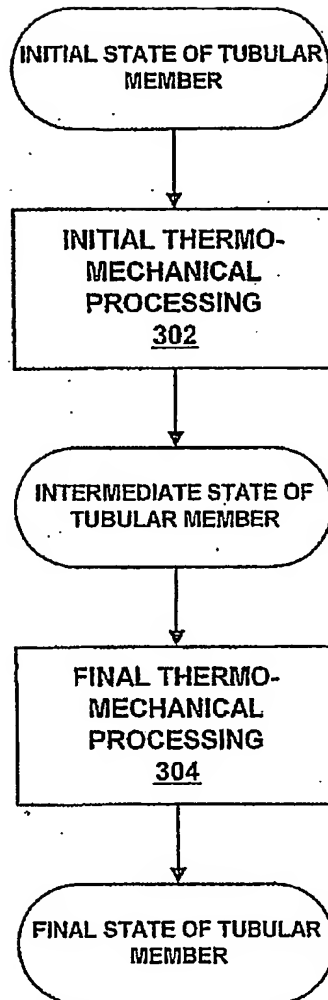 INITIAL STATE OF TUBULAR
MEMBER
INITIAL THERMO-
MECHANICAL
PROCESSING
302
INTERMEDIATE STATE OF
TUBULAR MEMBER
FINAL THERMO-
MECHANICAL
PROCESSING
304
FINAL STATE OF TUBULAR
MEMBER